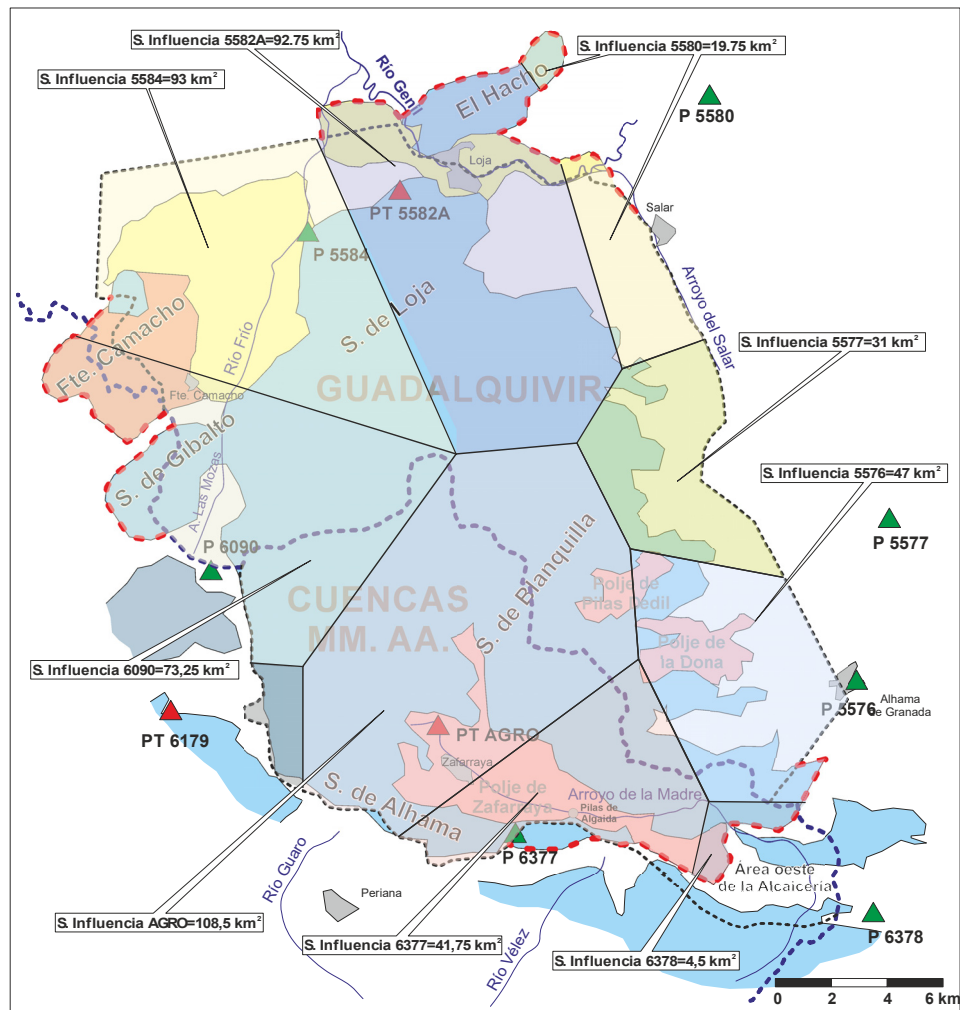 S. Influencia 5582A=92.75 km²
S. Influencia 5580=19.75 km²
S. Influencia 5584=93 km²
Río Genil
El Hacho
P 5580
Loja
PT 5582A
Salar
P 5584
Arroyo del Salar
S. de Loja
Fte. Camacho
Río Frío
S. Influencia 5577=31 km²
GUADALQUIVIR
Fte. Camacho
S. de Gibalto
A. Las Mozas
S. Influencia 5576=47 km²
P 5577
P 6090
S. de Blanquilla
Polje de
Pilas Dedil
CUENCAS
MM. AA.
Polje de
la Dona
S. Influencia 6090=73,25 km²
P 5576
Alhama
de Granada
PT 6179
PT AGRO
Zafarraya
S. de Alhama
Polje de
Zafarraya
Arroyo de la Madre
Pilas de
Algaida
P 6377
Río Guaro
Periana
Área oeste
de la Alcaicería
S. Influencia AGRO=108,5 km²
S. Influencia 6377=41,75 km²
Río Vélez
S. Influencia 6378=4,5 km²
P 6378
0 2 4 6 km